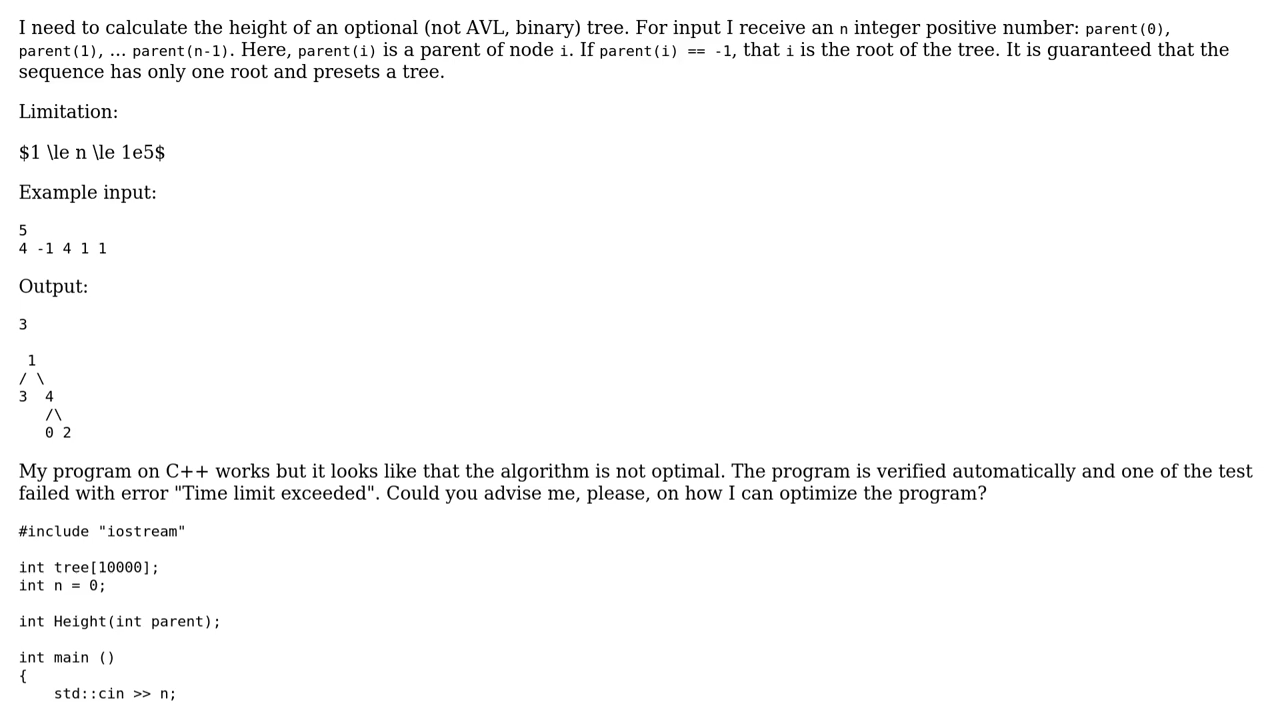 I need to calculate the height of an optional (not AVL, binary) tree. For input I receive an n integer positive number: parent(0),
parent(1), ... parent(n-1). Here, parent(i) is a parent of node i. If parent(i) == -1, that i is the root of the tree. It is guaranteed that the
sequence has only one root and presets a tree.
Limitation:
$1 \le n \le 1e5$
Example input:
5
4 -1 4 1 1
Output:
3
 1
/ \
3  4
   /\
   0 2
My program on C++ works but it looks like that the algorithm is not optimal. The program is verified automatically and one of the test
failed with error "Time limit exceeded". Could you advise me, please, on how I can optimize the program?
#include "iostream"
int tree[10000];
int n = 0;
int Height(int parent);
int main ()
{
    std::cin >> n;